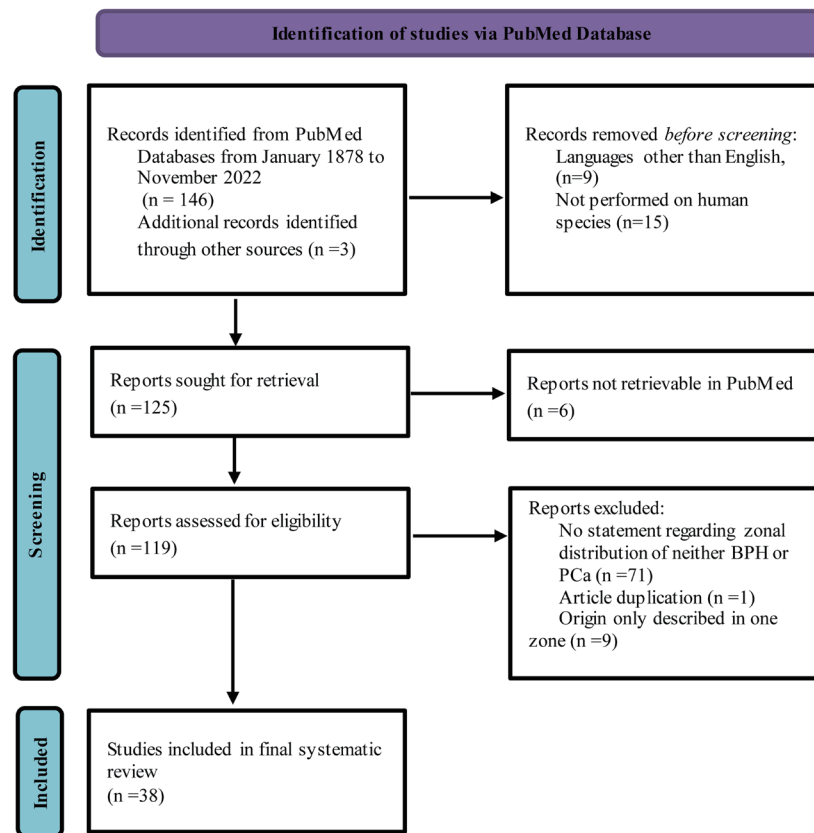 Identification of studies via PubMed Database
Identification
Records identified from PubMed
Databases from January 1878 to
November 2022
(n = 146)
Additional records identified
through other sources (n =3)
Records removed before screening:
Languages other than English,
(n=9)
Not performed on human
species (n=15)
Screening
Reports sought for retrieval
(n =125)
Reports not retrievable in PubMed
(n =6)
Reports assessed for eligibility
(n =119)
Reports excluded:
No statement regarding zonal
distribution of neither BPH or
PCa (n =71)
Article duplication (n =1)
Origin only described in one
zone (n =9)
Included
Studies included in final systematic
review
(n =38)